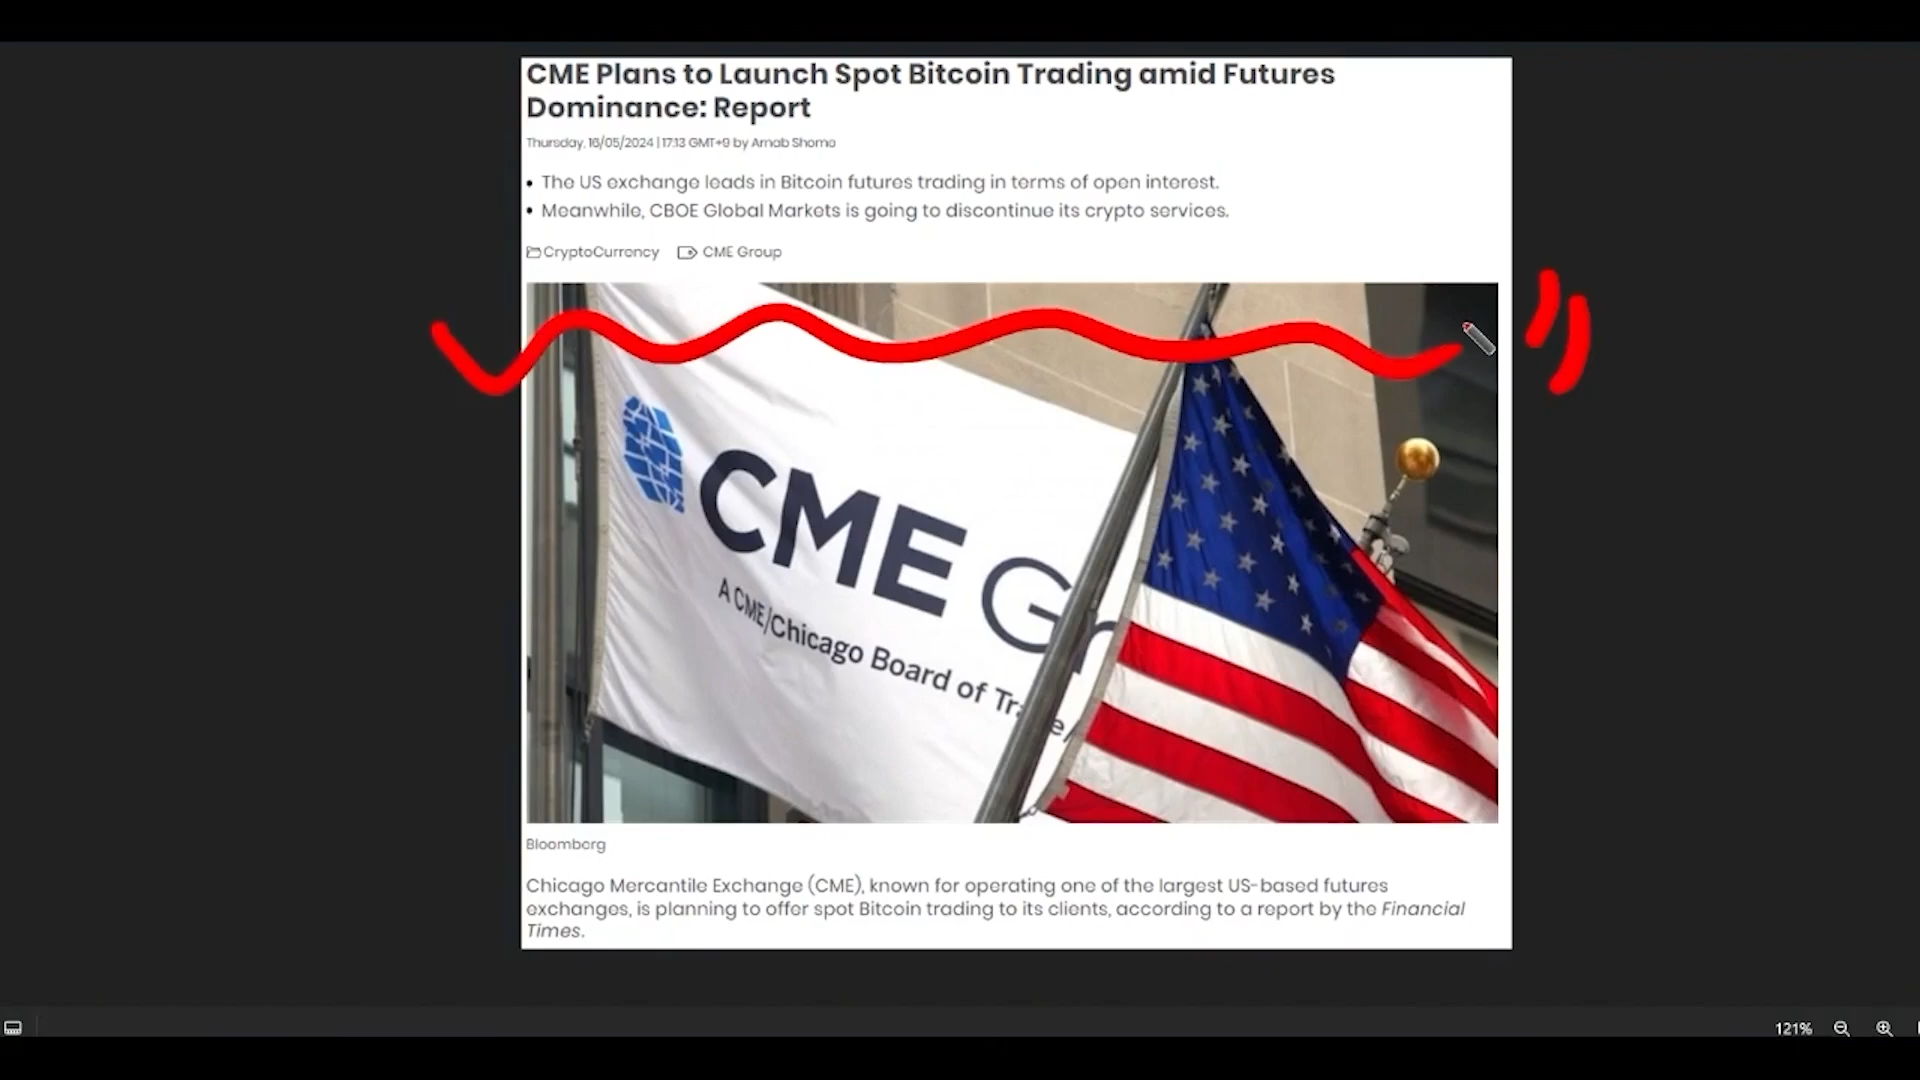 CME Plans to Launch Spot Bitcoin Trading amid Futures
Dominance: Report
Thursday, 16/05/2024 | 17:13 GMT+9 by Arnab Shome
• The US exchange leads in Bitcoin futures trading in terms of open interest.
• Meanwhile, CBOE Global Markets is going to discontinue its crypto services.
CryptoCurrency CME Group
CME Gr
A CME/Chicago Board of Tra e/
Bloomberg
Chicago Mercantile Exchange (CME), known for operating one of the largest US-based futures
exchanges, is planning to offer spot Bitcoin trading to its clients, according to a report by the Financial
Times.
121%